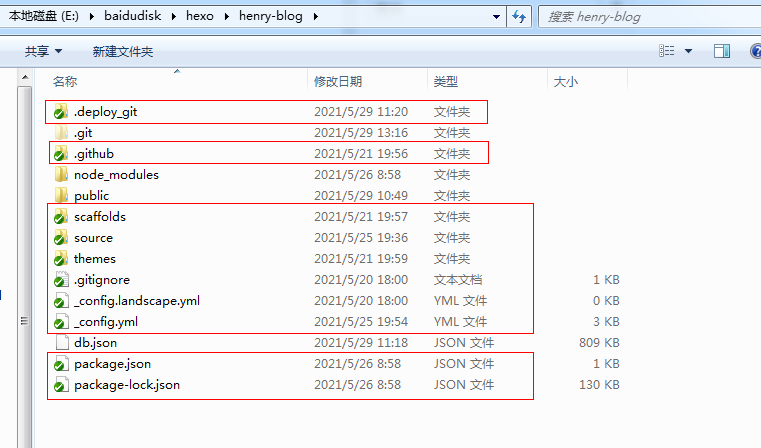 本地磁盘 (E:) baidudisk hexo henry-blog 搜索 henry-blog
共享 新建文件夹
名称 修改日期 类型 大小
.deploy_git 2021/5/29 11:20 文件夹
.git 2021/5/29 13:16 文件夹
.github 2021/5/21 19:56 文件夹
node_modules 2021/5/26 8:58 文件夹
public 2021/5/29 10:49 文件夹
scaffolds 2021/5/21 19:57 文件夹
source 2021/5/25 19:36 文件夹
themes 2021/5/21 19:59 文件夹
.gitignore 2021/5/20 18:00 文本文档 1 KB
_config.landscape.yml 2021/5/20 18:00 YML 文件 0 KB
_config.yml 2021/5/25 19:54 YML 文件 3 KB
db.json 2021/5/29 11:18 JSON 文件 809 KB
package.json 2021/5/26 8:58 JSON 文件 1 KB
package-lock.json 2021/5/26 8:58 JSON 文件 130 KB